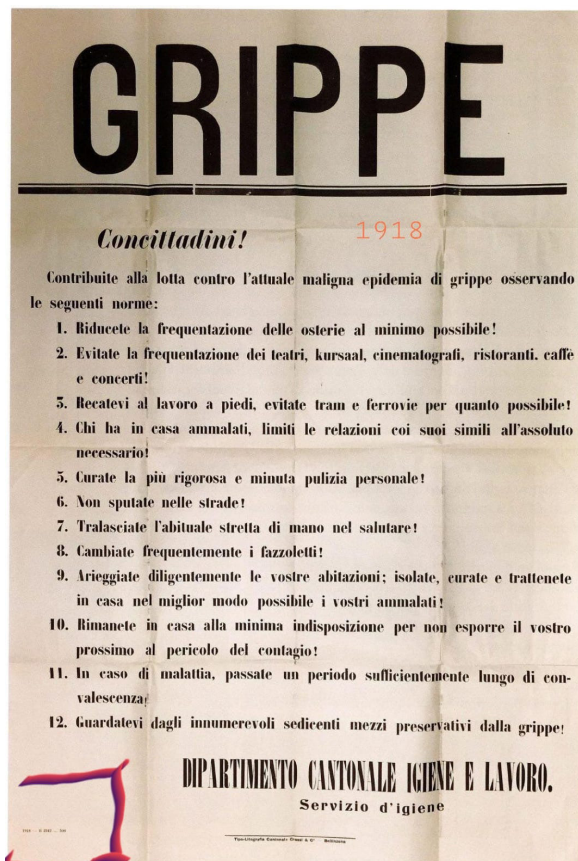 GRIPPE
1918
Concittadini!
Contribuite alla lotta contro l'attuale maligna epidemia di grippe osservando
le seguenti norme:
1. Riducete la frequentazione delle osterie al minimo possibile!
2. Evitate la frequentazione dei teatri, kursaal, cinematografi, ristoranti, caffè
e concerti!
3. Recatevi al lavoro a piedi, evitate tram e ferrovie per quanto possibile!
4. Chi ha in casa ammalati, limiti le relazioni coi suoi simili all'assoluto
necessario!
5. Curate la più rigorosa e minuta pulizia personale!
6. Non sputate nelle strade!
7. Tralasciate l'abituale stretta di mano nel salutare!
8. Cambiate frequentemente i fazzoletti!
9. Arieggiate diligentemente le vostre abitazioni; isolate, curate e trattenete
in casa nel miglior modo possibile i vostri ammalati!
10. Rimanete in casa alla minima indisposizione per non esporre il vostro
prossimo al pericolo del contagio!
11. In caso di malattia, passate un periodo sufficientemente lungo di con-
valescenza!
12. Guardatevi dagli innumerevoli sedicenti mezzi preservativi dalla grippe!
DIPARTIMENTO CANTONALE IGIENE E LAVORO.
Servizio d'igiene
Tipo-Litografia Cantonale Grassi & Cⁱ Bellinzona